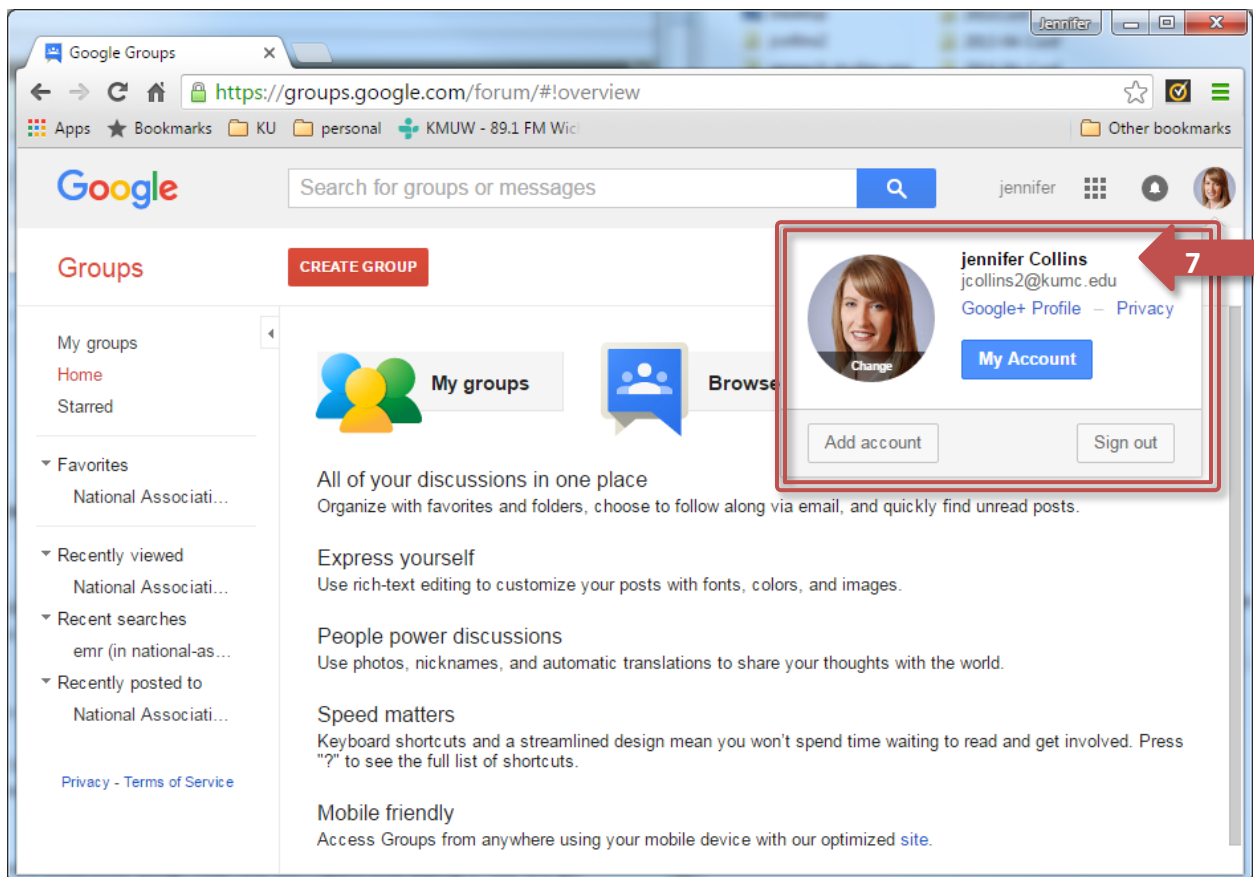 Jennifer
Google Groups
https://groups.google.com/forum/#!overview
Apps Bookmarks KU personal KMUW - 89.1 FM Wic Other bookmarks
Google Search for groups or messages jennifer
Groups CREATE GROUP
jennifer Collins 7
jcollins2@kumc.edu
Google+ Profile – Privacy
Change My Account
Add account Sign out
My groups
Home
Starred
Favorites
National Associati...
Recently viewed
National Associati...
Recent searches
emr (in national-as...
Recently posted to
National Associati...
Privacy - Terms of Service
My groups Browse
All of your discussions in one place
Organize with favorites and folders, choose to follow along via email, and quickly find unread posts.
Express yourself
Use rich-text editing to customize your posts with fonts, colors, and images.
People power discussions
Use photos, nicknames, and automatic translations to share your thoughts with the world.
Speed matters
Keyboard shortcuts and a streamlined design mean you won't spend time waiting to read and get involved. Press
"?" to see the full list of shortcuts.
Mobile friendly
Access Groups from anywhere using your mobile device with our optimized site.